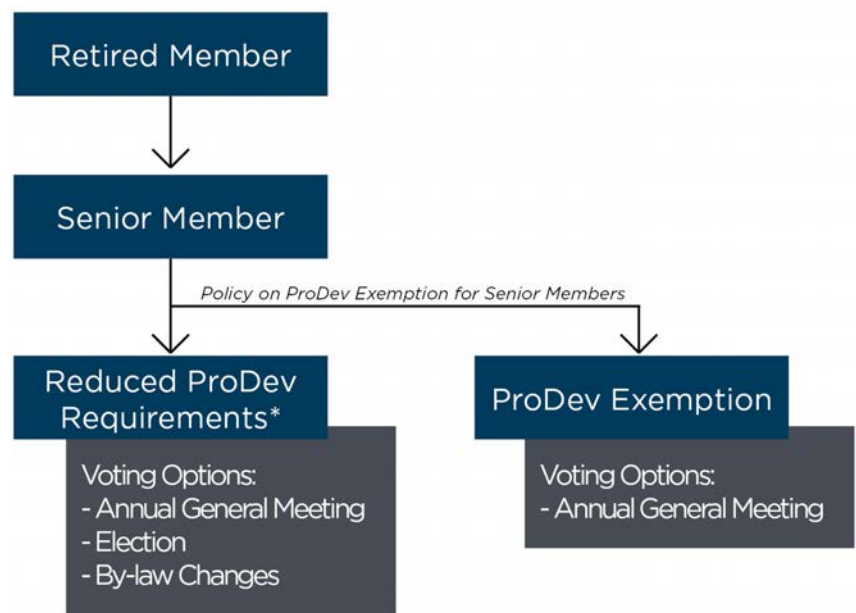 Retired Member
Senior Member
Policy on ProDev Exemption for Senior Members
Reduced ProDev
Requirements*
Voting Options:
- Annual General Meeting
- Election
- By-law Changes
ProDev Exemption
Voting Options:
- Annual General Meeting